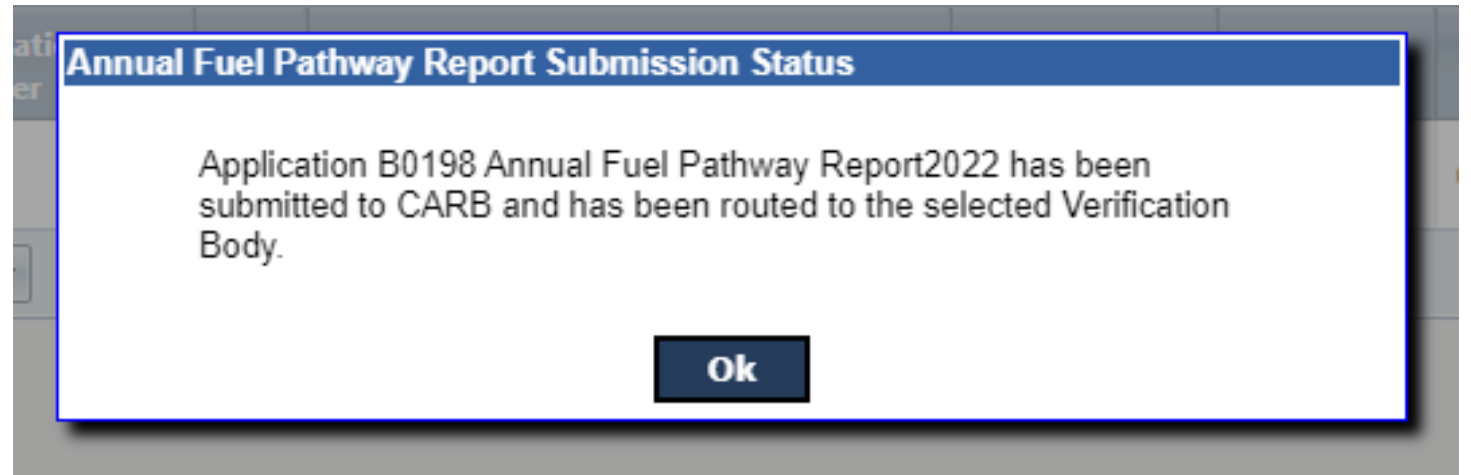 Annual Fuel Pathway Report Submission Status
Application B0198 Annual Fuel Pathway Report2022 has been
submitted to CARB and has been routed to the selected Verification
Body.
Ok